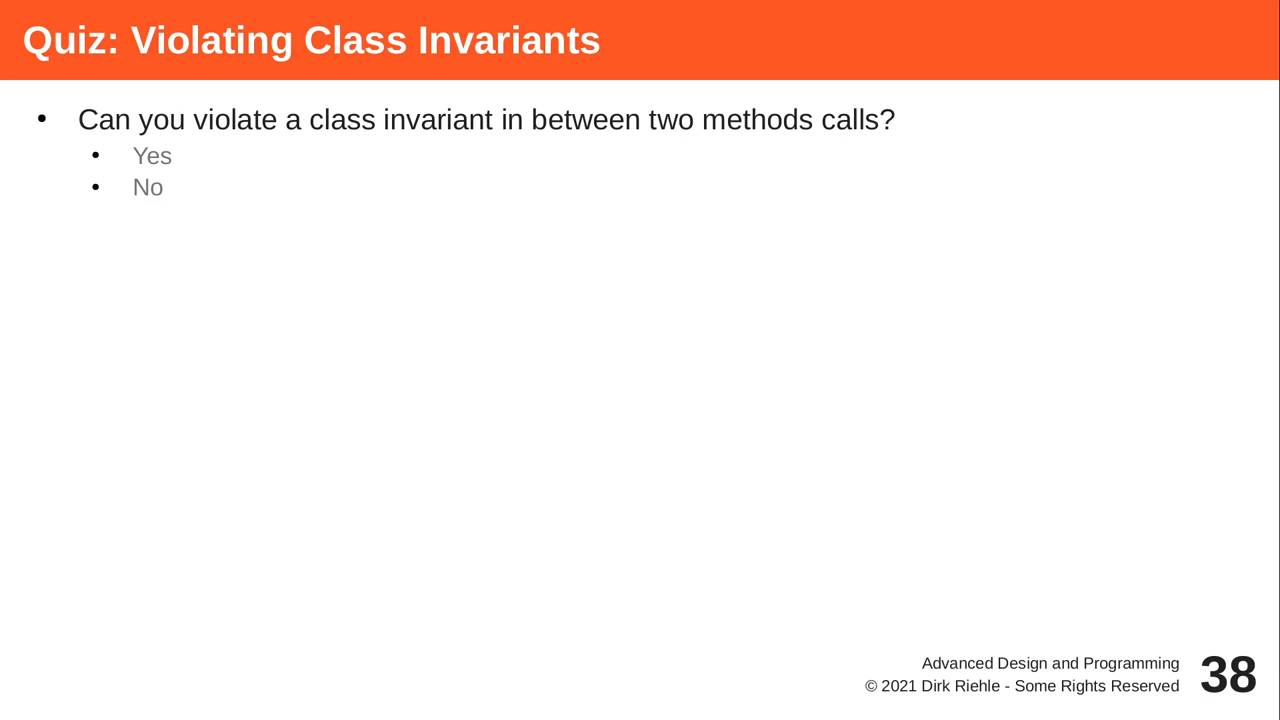 Quiz: Violating Class Invariants
• Can you violate a class invariant in between two methods calls?
• Yes
• No
Advanced Design and Programming
© 2021 Dirk Riehle - Some Rights Reserved
38